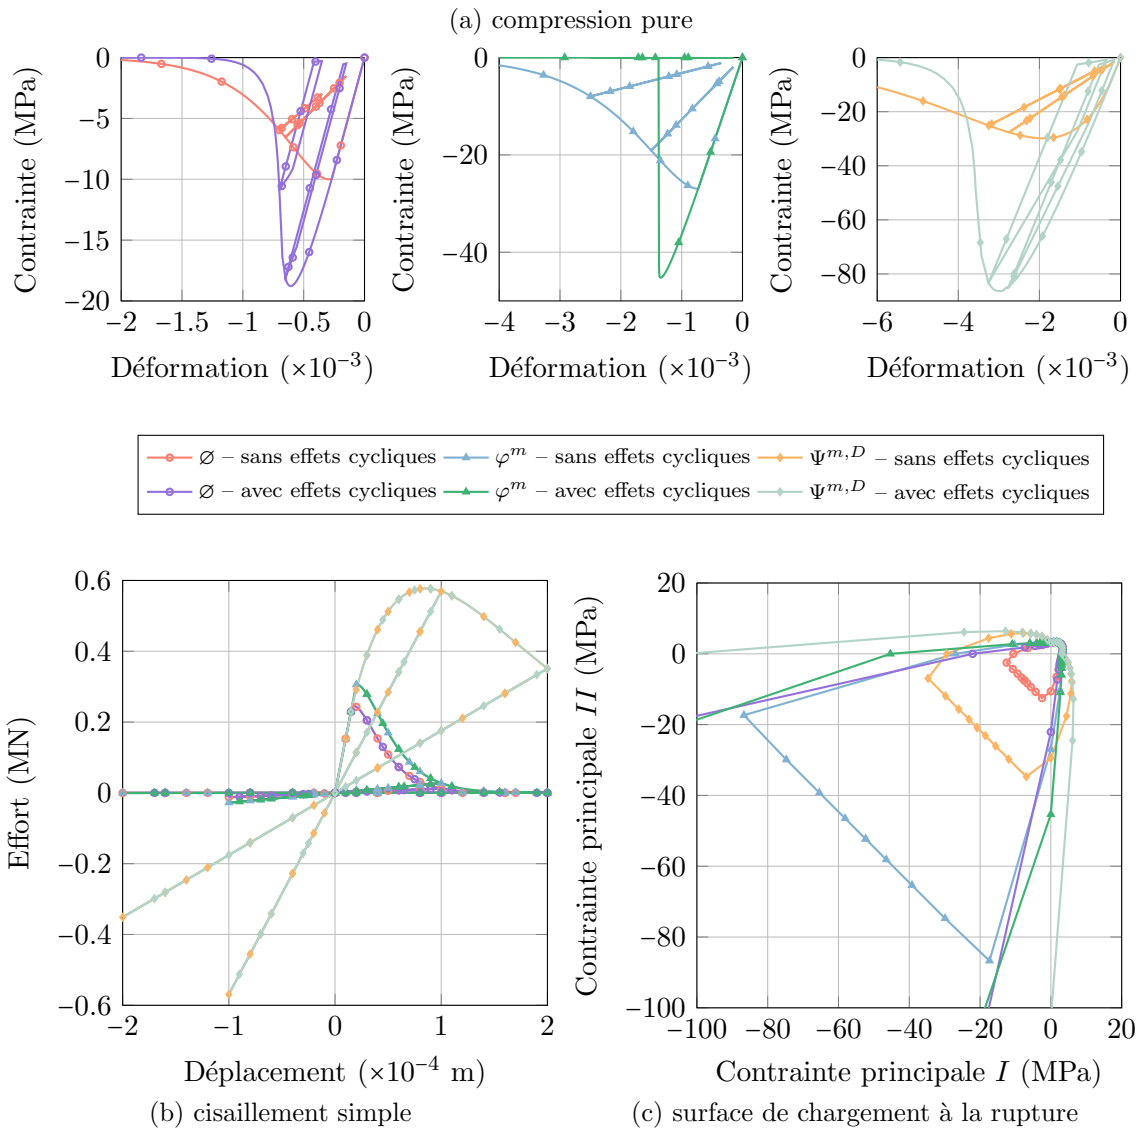 (a) compression pure
0
−5
−10
−15
−20
−2
−1.5
−1
−0.5
0
Contrainte (MPa)
Déformation (×10⁻³)
0
−20
−40
−4
−3
−2
−1
0
Contrainte (MPa)
Déformation (×10⁻³)
0
−20
−40
−60
−80
−6
−4
−2
0
Contrainte (MPa)
Déformation (×10⁻³)
∅ – sans effets cycliques
φᵐ – sans effets cycliques
Ψᵐ,ᴰ – sans effets cycliques
∅ – avec effets cycliques
φᵐ – avec effets cycliques
Ψᵐ,ᴰ – avec effets cycliques
0.6
0.4
0.2
0
−0.2
−0.4
−0.6
−2
−1
0
1
2
Effort (MN)
Déplacement (×10⁻⁴ m)
(b) cisaillement simple
20
0
−20
−40
−60
−80
−100
−100
−80
−60
−40
−20
0
20
Contrainte principale II (MPa)
Contrainte principale I (MPa)
(c) surface de chargement à la rupture